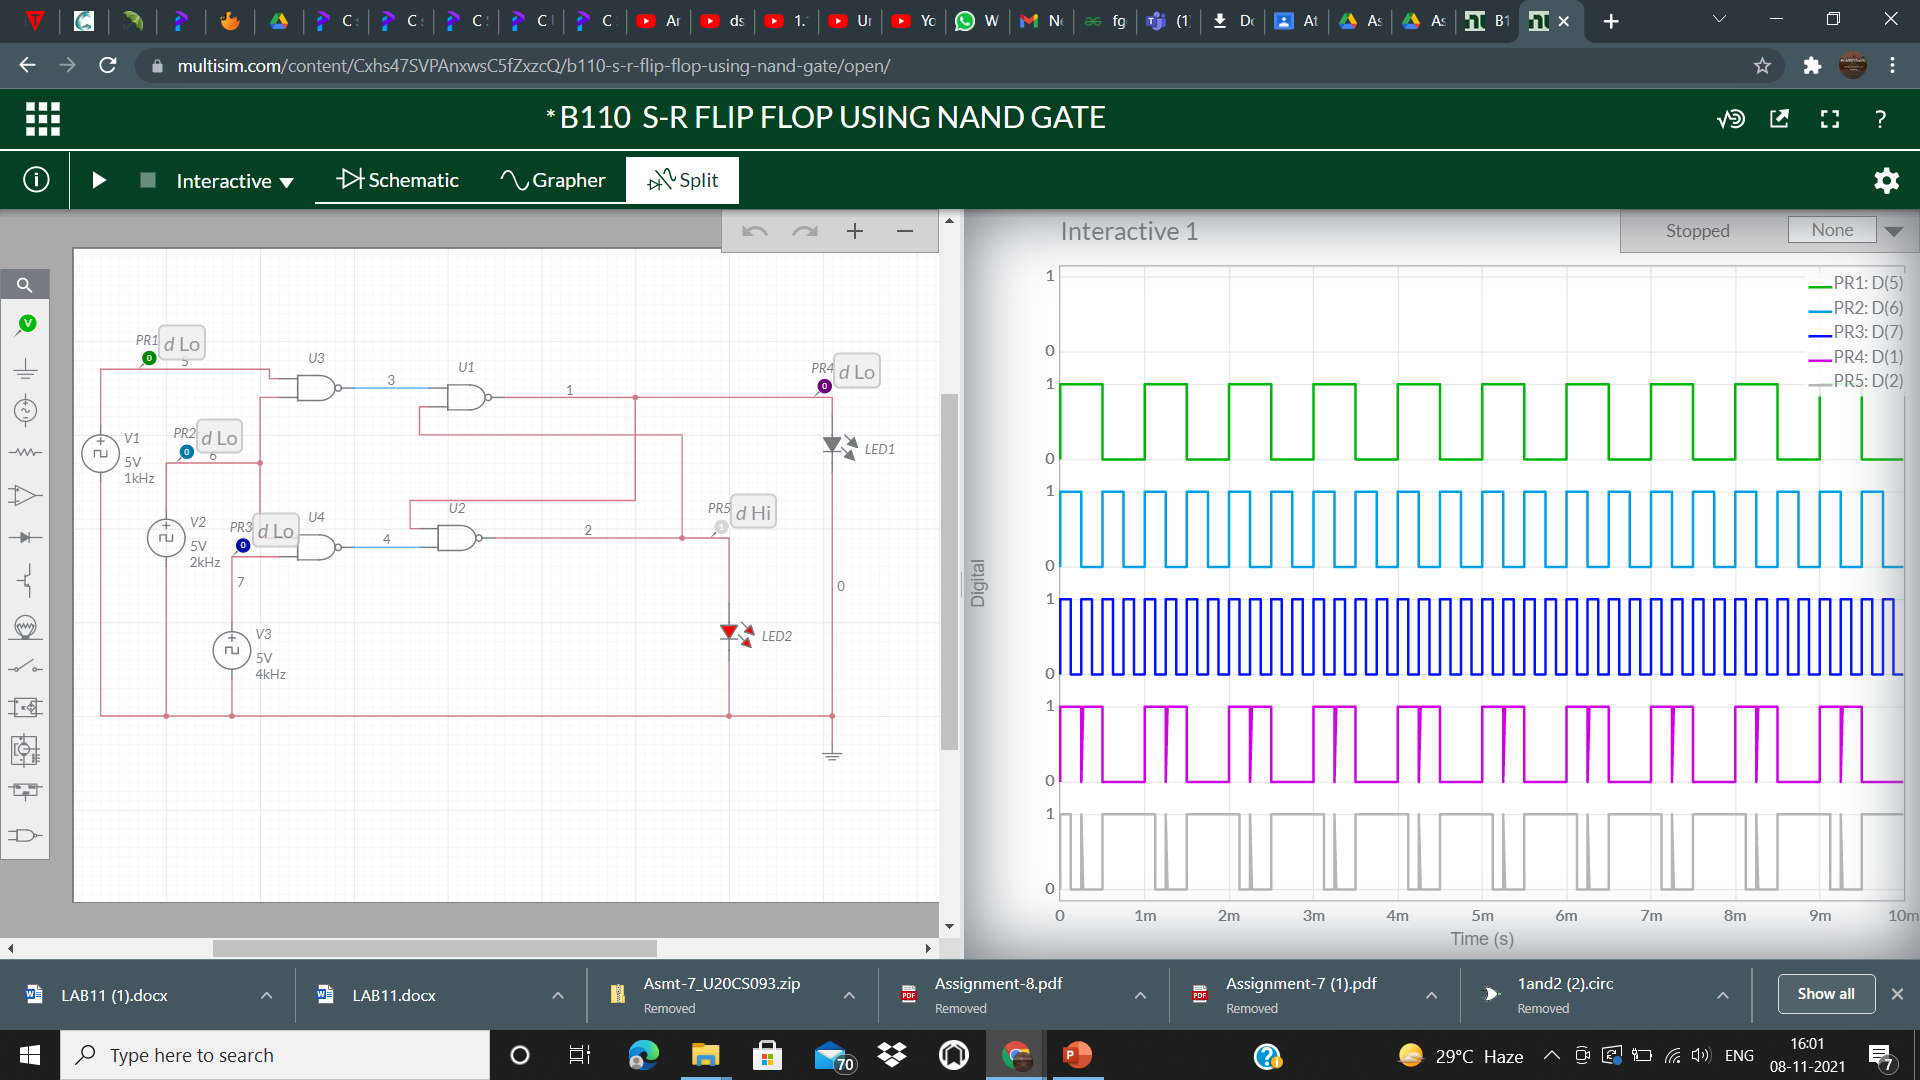 C s
C s
C s
C I
C s
Ar
ds
1.
Ur
Yo
W
Ne
fg
(1)
Do
At
As
As
B1
multisim.com/content/Cxhs47SVPAnxwsC5fZxzcQ/b110-s-r-flip-flop-using-nand-gate/open/
*B110 S-R FLIP FLOP USING NAND GATE
?
Interactive
Schematic
Grapher
Split
Interactive 1
Stopped
None
PR1
d Lo
5
U3
3
U1
1
PR4
d Lo
V1
5V
1kHz
PR2
d Lo
6
LED1
V2
5V
2kHz
PR3
d Lo
U4
4
U2
2
PR5
d Hi
7
0
V3
5V
4kHz
LED2
Digital
1
0
1
0
1
0
1
0
1
0
1
0
PR1: D(5)
PR2: D(6)
PR3: D(7)
PR4: D(1)
PR5: D(2)
0 1m 2m 3m 4m 5m 6m 7m 8m 9m 10m
Time (s)
LAB11 (1).docx
LAB11.docx
Asmt-7_U20CS093.zip
Removed
Assignment-8.pdf
Removed
Assignment-7 (1).pdf
Removed
1and2 (2).circ
Removed
Show all
Type here to search
70
29°C Haze
ENG
16:01
08-11-2021
7